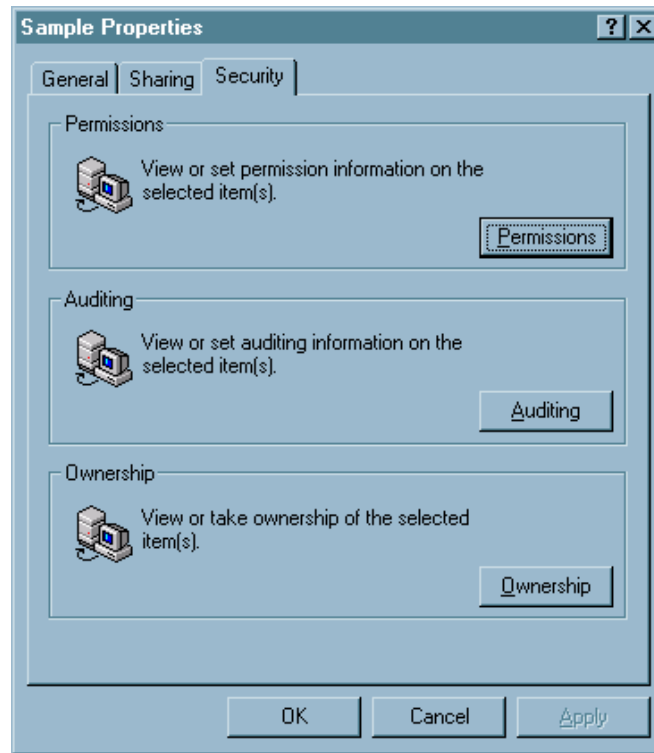 Sample Properties
General Sharing Security
Permissions
View or set permission information on the
selected item(s).
Permissions
Auditing
View or set auditing information on the
selected item(s).
Auditing
Ownership
View or take ownership of the selected
item(s).
Ownership
OK Cancel Apply